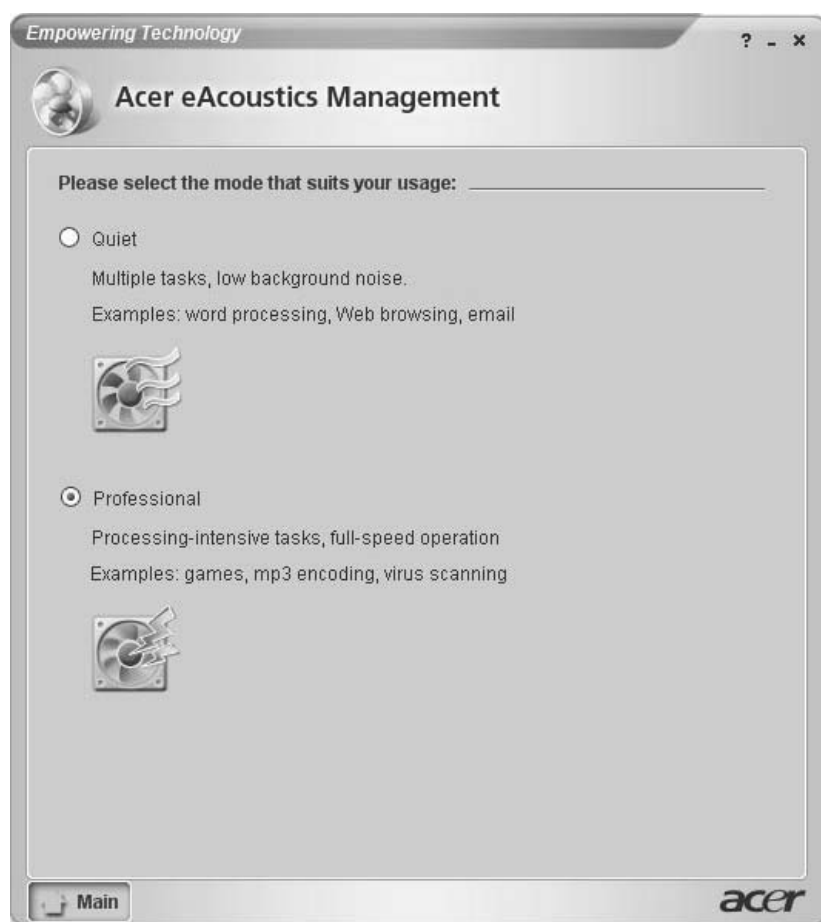 Empowering Technology
? - ×
Acer eAcoustics Management
Please select the mode that suits your usage:
Quiet
Multiple tasks, low background noise.
Examples: word processing, Web browsing, email
Professional
Processing-intensive tasks, full-speed operation
Examples: games, mp3 encoding, virus scanning
Main
acer